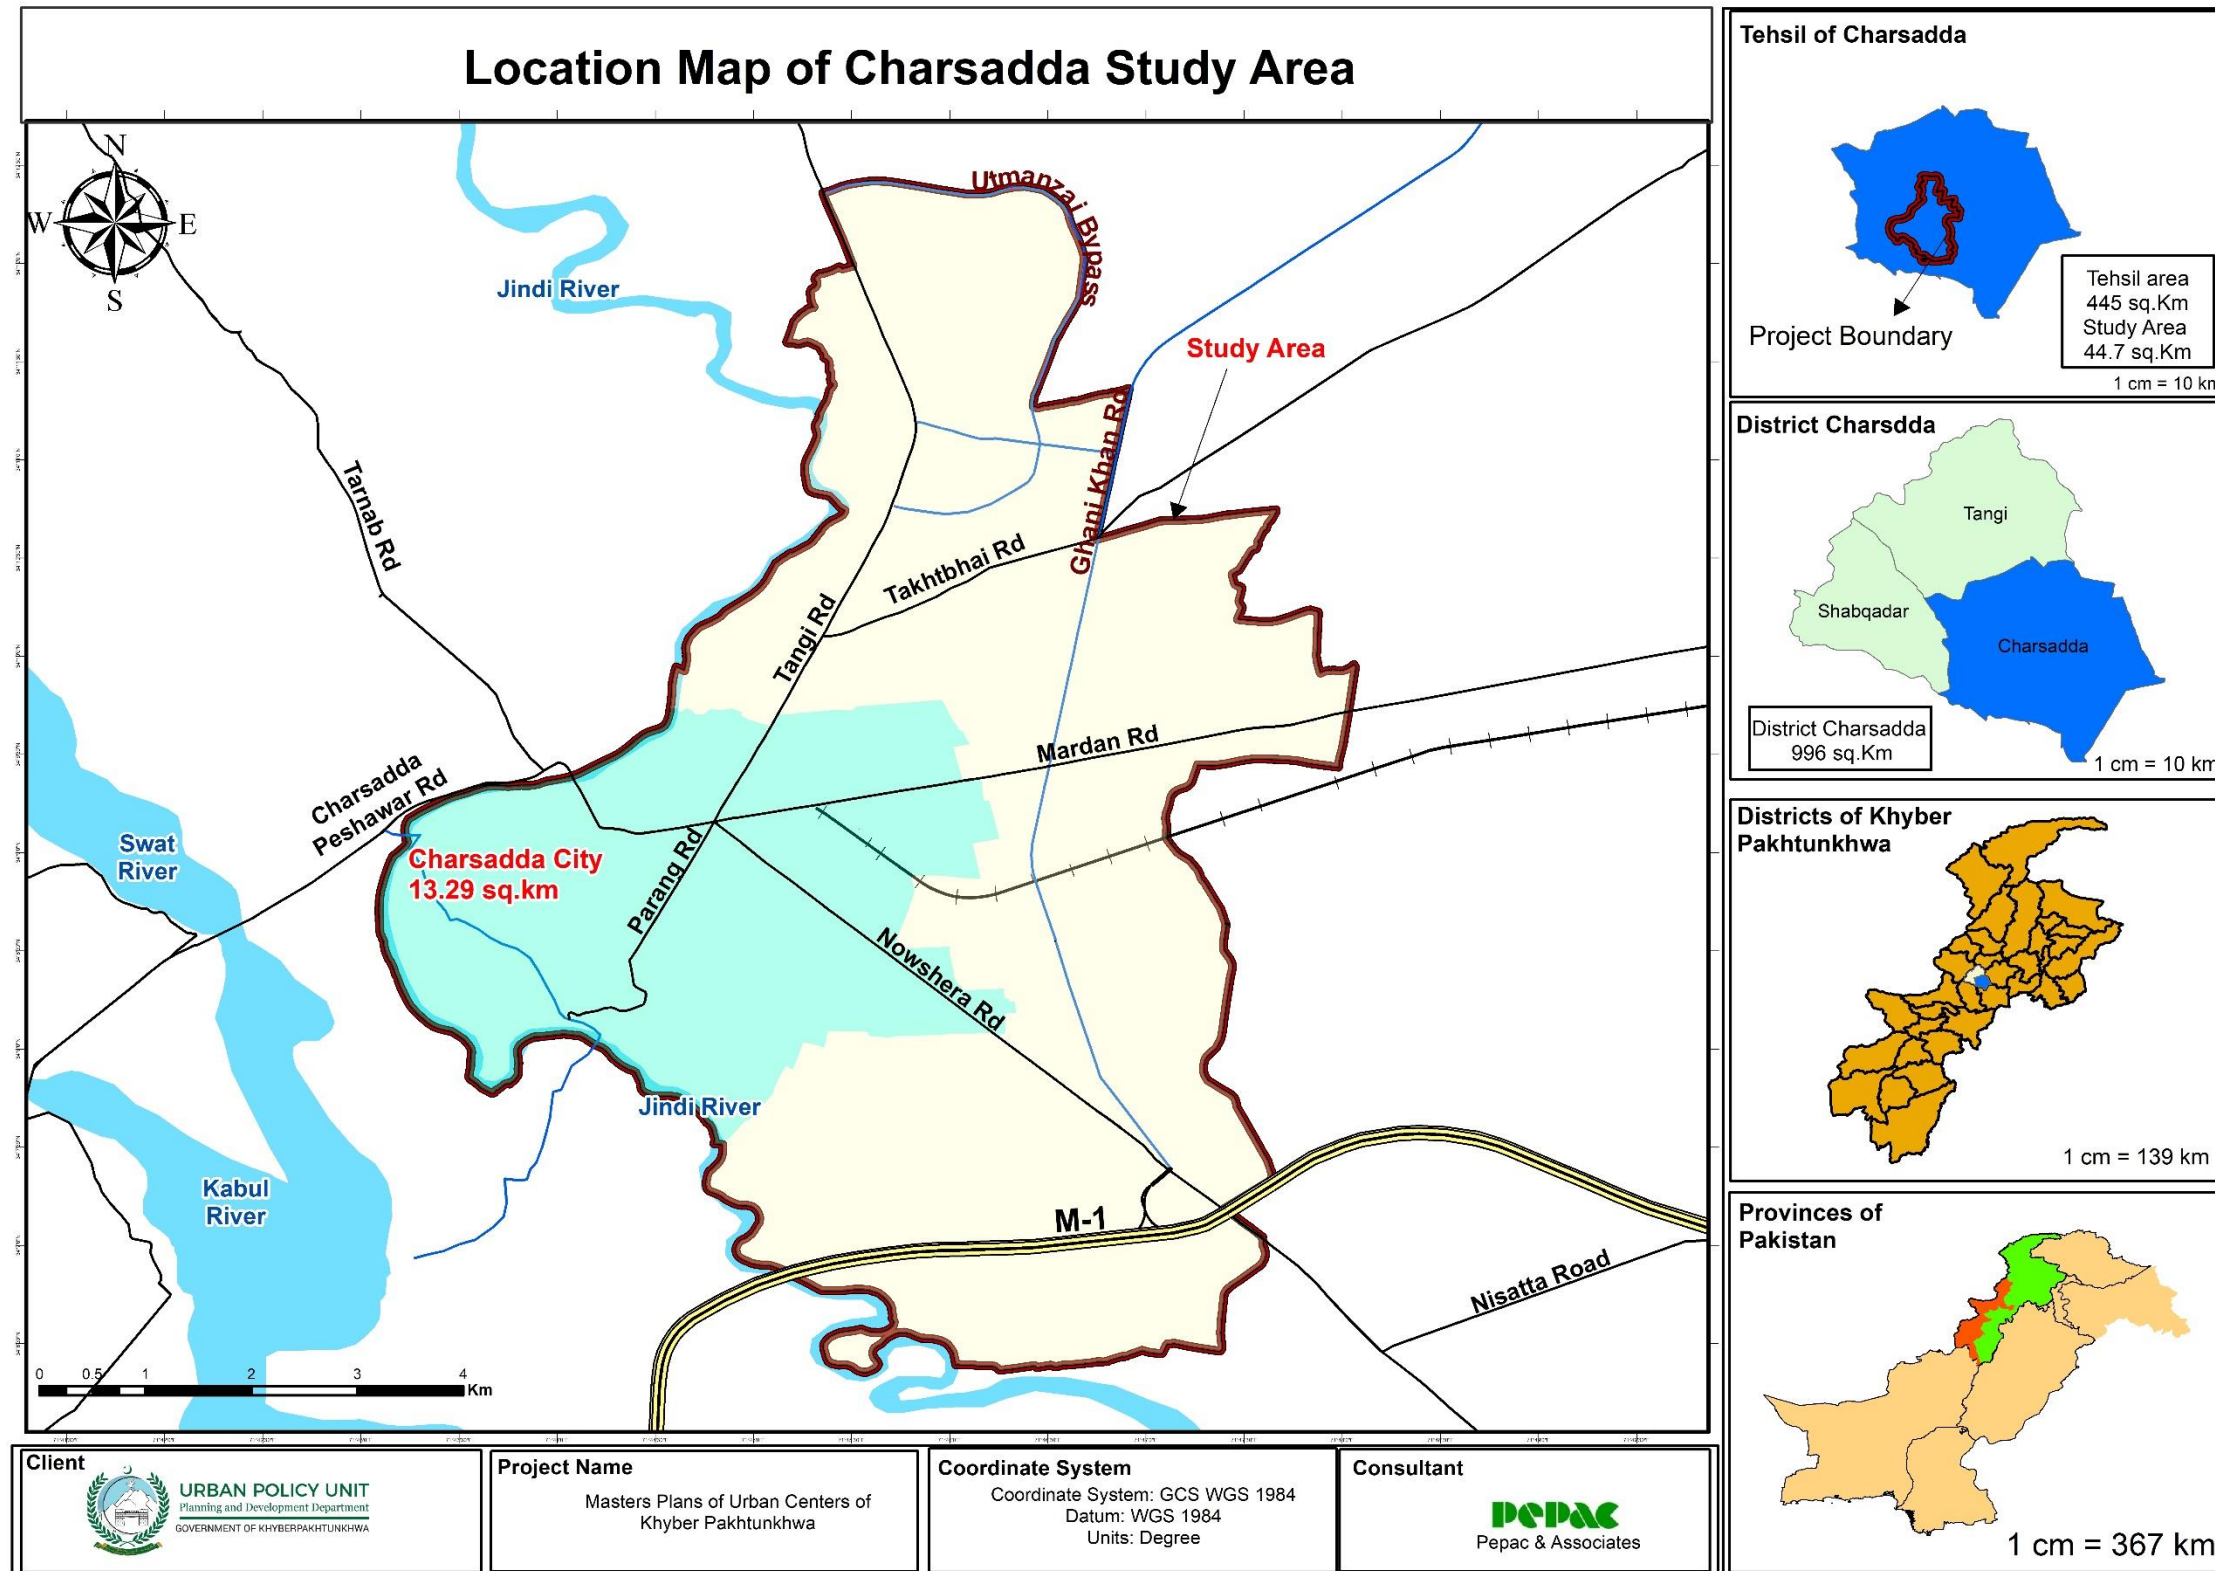 Location Map of Charsadda Study Area
N
W
E
S
Utmanzai Bypass
Jindi River
Study Area
Ghani Khan Rd
Tarnab Rd
Takhtbhai Rd
Tangi Rd
Mardan Rd
Charsadda
Peshawar Rd
Swat
River
Charsadda City
13.29 sq.km
Parang Rd
Nowshera Rd
Jindi River
Kabul
River
M-1
Nisatta Road
0 0.5 1 2 3 4
Km
Tehsil of Charsadda
Project Boundary
Tehsil area
445 sq.Km
Study Area
44.7 sq.Km
1 cm = 10 km
District Charsdda
Tangi
Shabqadar
Charsadda
District Charsadda
996 sq.Km
1 cm = 10 km
Districts of Khyber
Pakhtunkhwa
1 cm = 139 km
Provinces of
Pakistan
1 cm = 367 km
Client
URBAN POLICY UNIT
Planning and Development Department
GOVERNMENT OF KHYBERPAKHTUNKHWA
Project Name
Masters Plans of Urban Centers of
Khyber Pakhtunkhwa
Coordinate System
Coordinate System: GCS WGS 1984
Datum: WGS 1984
Units: Degree
Consultant
PEPAC
Pepac & Associates